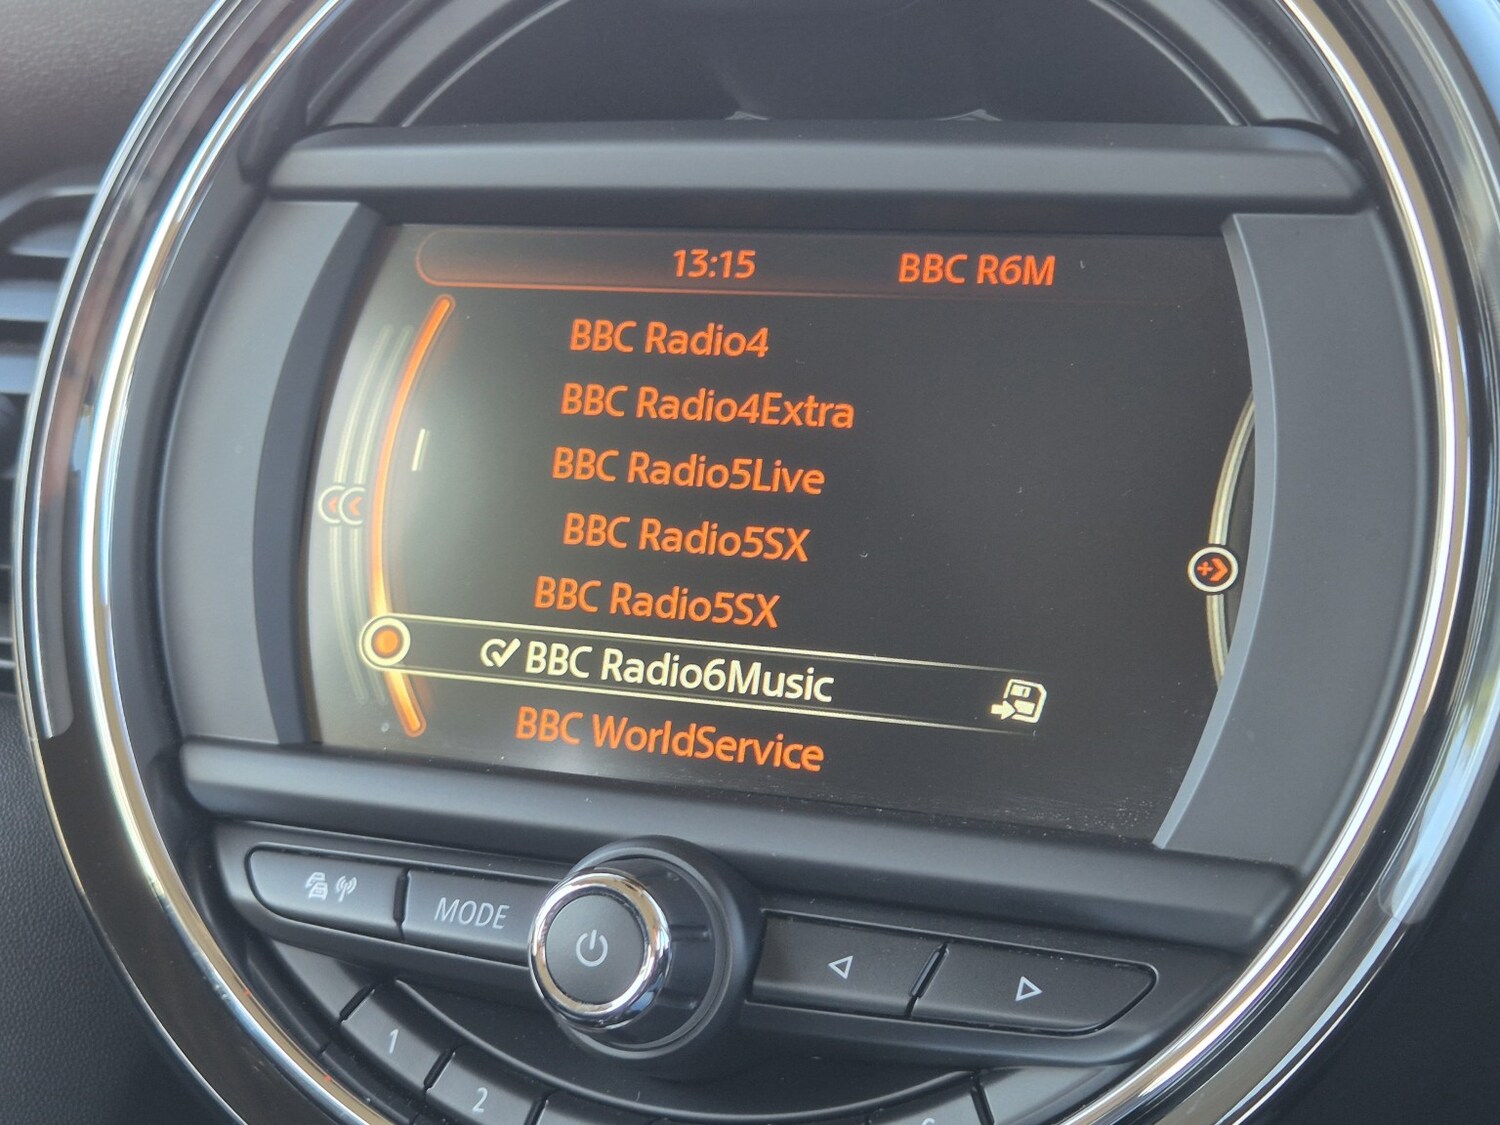 13:15 BBC R6M
BBC Radio4
BBC Radio4Extra
BBC Radio5Live
BBC Radio5SX
BBC Radio5SX
BBC Radio6Music
BBC WorldService
MODE
1
2